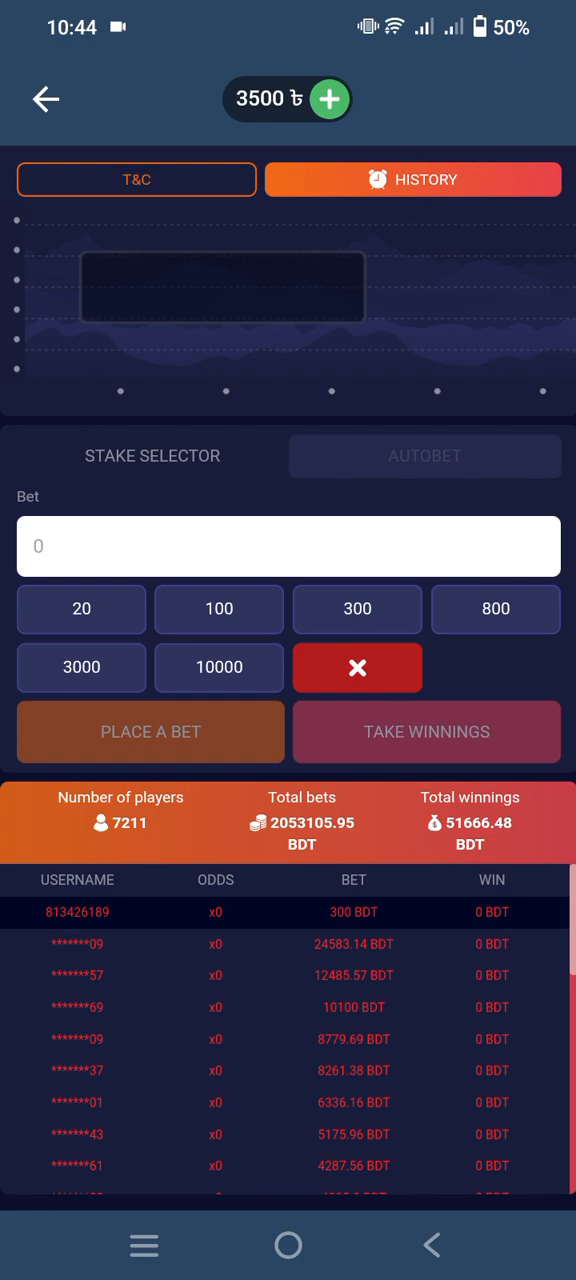 10:44 50%
3500 ৳
T&C HISTORY
STAKE SELECTOR AUTOBET
Bet
0
20 100 300 800
3000 10000
PLACE A BET TAKE WINNINGS
Number of players Total bets Total winnings
7211 2053105.95 51666.48
BDT BDT
USERNAME ODDS BET WIN
813426189 x0 300 BDT 0 BDT
*******09 x0 24583.14 BDT 0 BDT
*******57 x0 12485.57 BDT 0 BDT
*******69 x0 10100 BDT 0 BDT
*******09 x0 8779.69 BDT 0 BDT
*******37 x0 8261.38 BDT 0 BDT
*******01 x0 6336.16 BDT 0 BDT
*******43 x0 5175.96 BDT 0 BDT
*******61 x0 4287.56 BDT 0 BDT